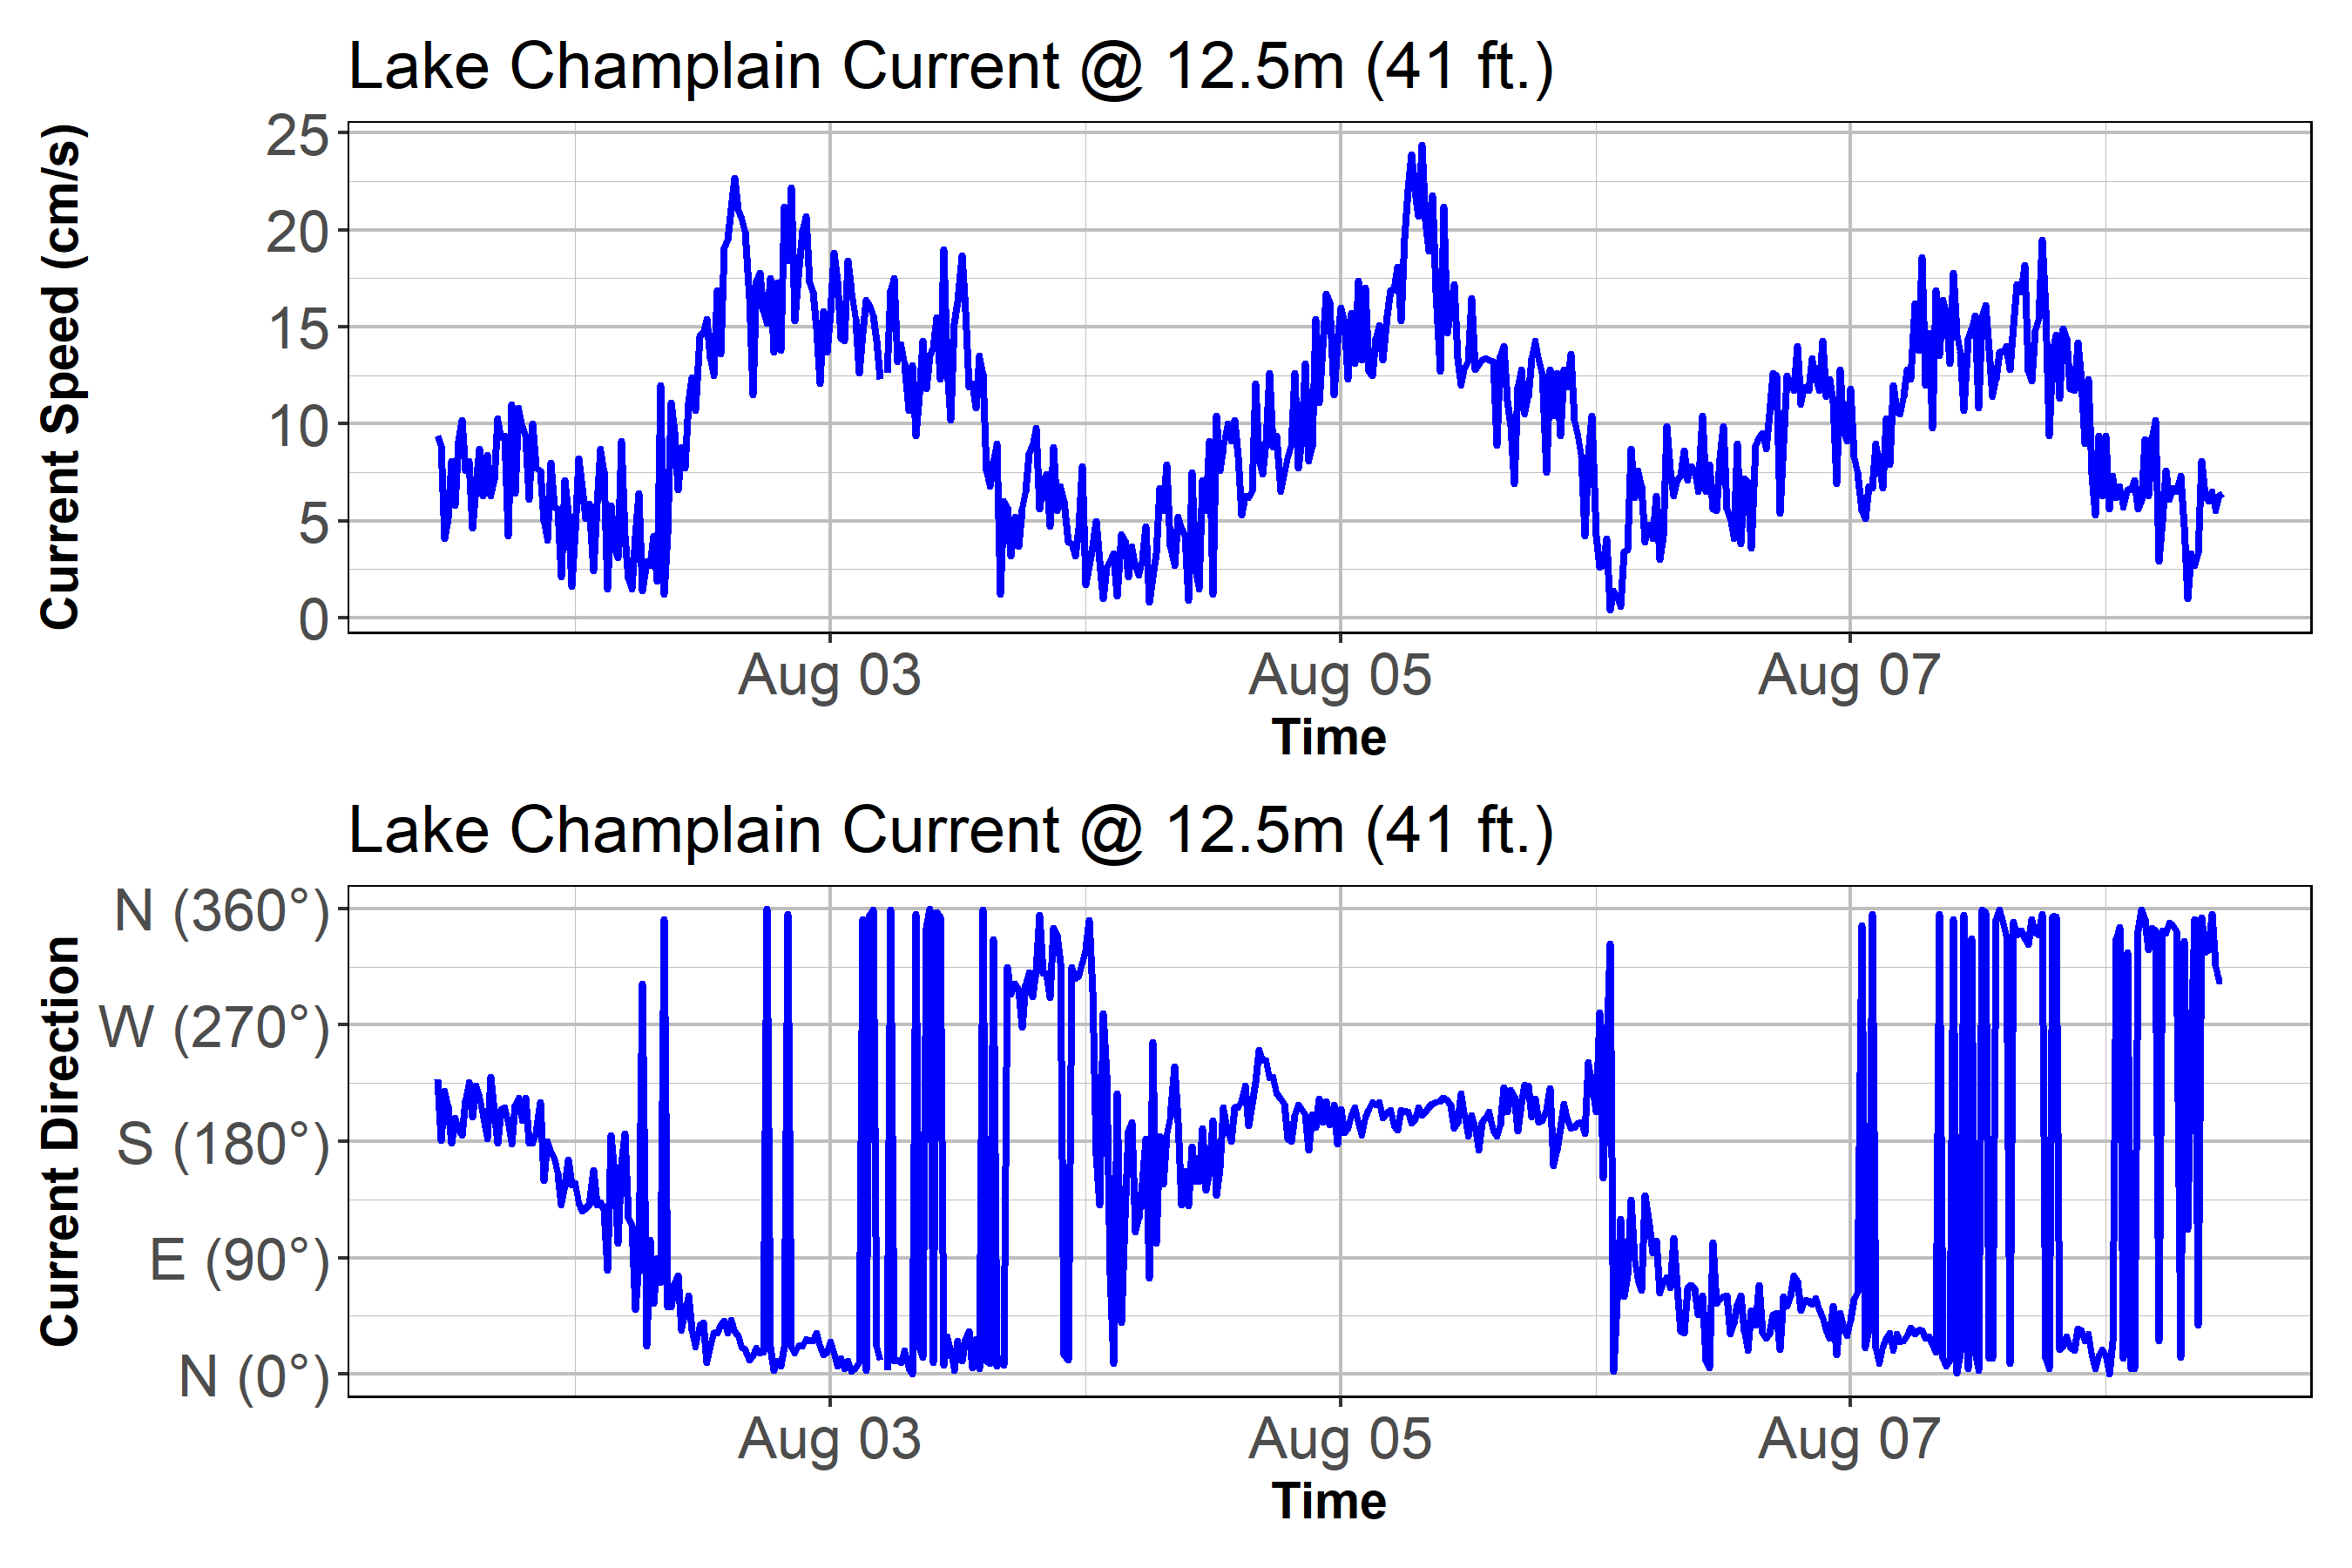 Lake Champlain Current @ 12.5m (41 ft.)
Current Speed (cm/s)
25
20
15
10
5
0
Aug 03 Aug 05 Aug 07
Time
Lake Champlain Current @ 12.5m (41 ft.)
Current Direction
N (360°)
W (270°)
S (180°)
E (90°)
N (0°)
Aug 03 Aug 05 Aug 07
Time